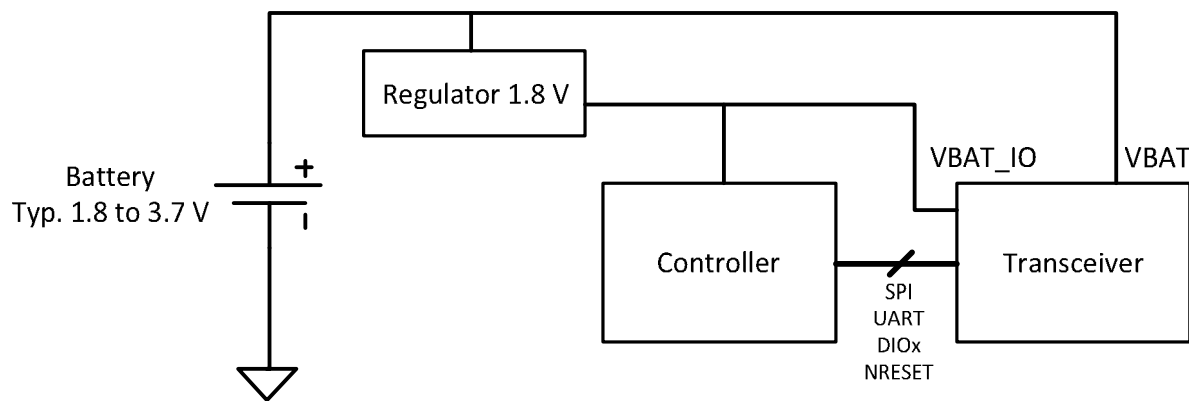 Regulator 1.8 V
Battery
Typ. 1.8 to 3.7 V
+
VBAT_IO
VBAT
Controller
Transceiver
SPI
UART
DIOx
NRESET